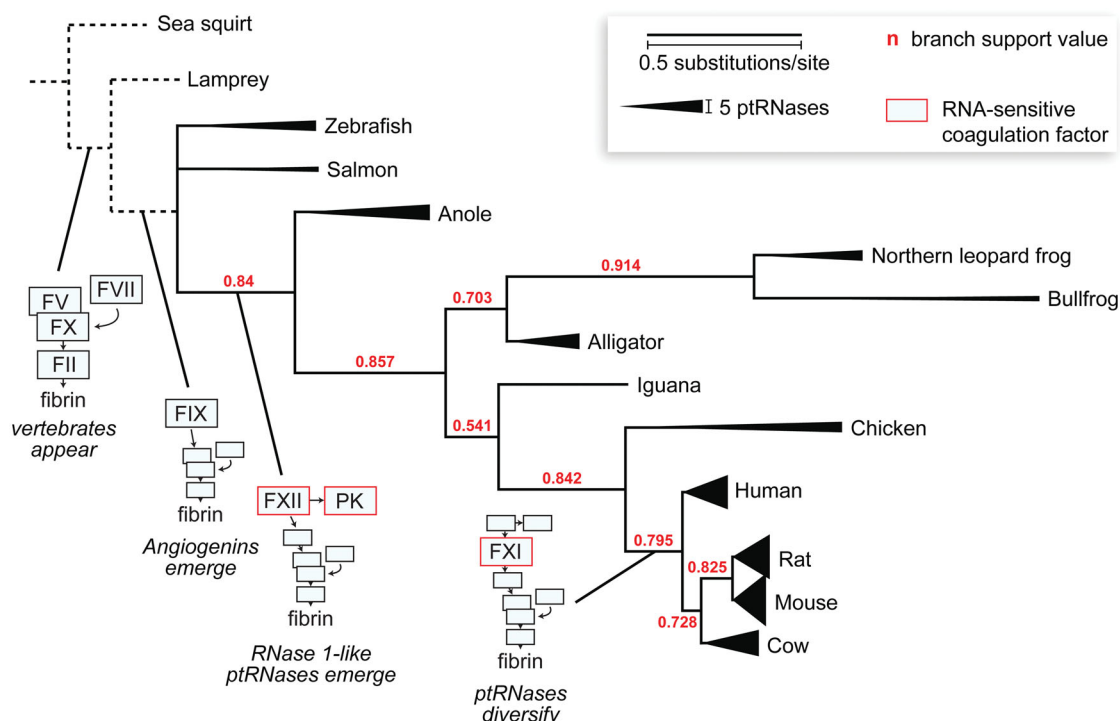 Sea squirt
Lamprey
Zebrafish
Salmon
Anole
Northern leopard frog
Bullfrog
Alligator
Iguana
Chicken
Human
Rat
Mouse
Cow
0.84
0.857
0.703
0.914
0.541
0.842
0.795
0.825
0.728
0.5 substitutions/site
5 ptRNases
n branch support value
RNA-sensitive
coagulation factor
FV
FVII
FX
FII
fibrin
vertebrates
appear
FIX
fibrin
Angiogenins
emerge
FXII
PK
fibrin
RNase 1-like
ptRNases emerge
FXI
fibrin
ptRNases
diversify